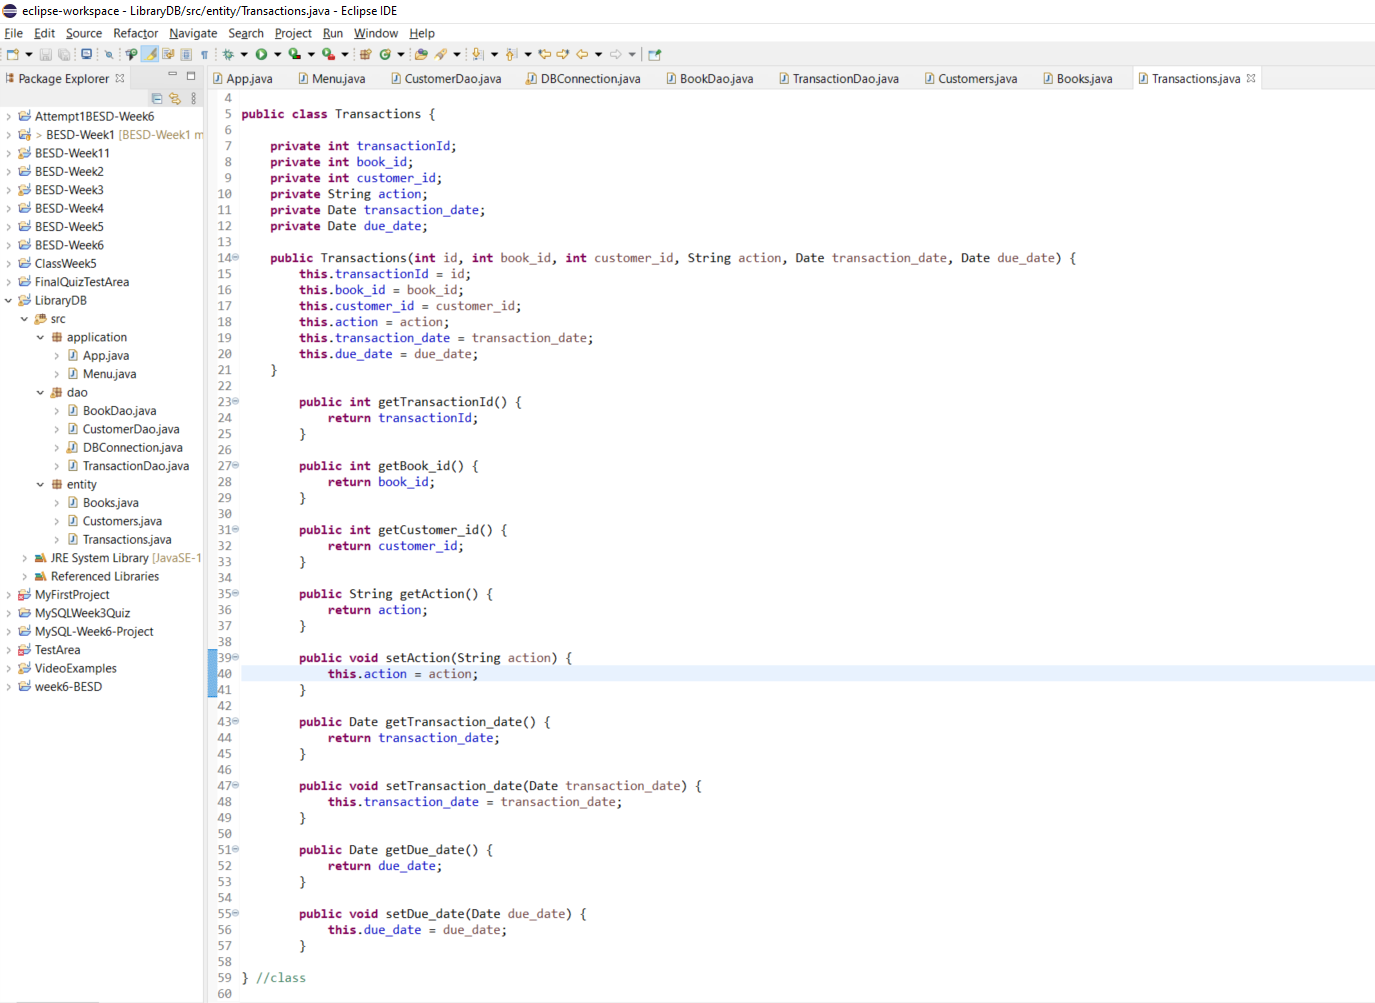 eclipse-workspace - LibraryDB/src/entity/Transactions.java - Eclipse IDE
File Edit Source Refactor Navigate Search Project Run Window Help
Package Explorer
App.java Menu.java CustomerDao.java DBConnection.java BookDao.java TransactionDao.java Customers.java Books.java Transactions.java
Attempt1BESD-Week6
> BESD-Week1 [BESD-Week1 m
BESD-Week11
BESD-Week2
BESD-Week3
BESD-Week4
BESD-Week5
BESD-Week6
ClassWeek5
FinalQuizTestArea
LibraryDB
src
application
App.java
Menu.java
dao
BookDao.java
CustomerDao.java
DBConnection.java
TransactionDao.java
entity
Books.java
Customers.java
Transactions.java
JRE System Library [JavaSE-1
Referenced Libraries
MyFirstProject
MySQLWeek3Quiz
MySQL-Week6-Project
TestArea
VideoExamples
week6-BESD
4
5 public class Transactions {
6
7 private int transactionId;
8 private int book_id;
9 private int customer_id;
10 private String action;
11 private Date transaction_date;
12 private Date due_date;
13
14 public Transactions(int id, int book_id, int customer_id, String action, Date transaction_date, Date due_date) {
15 this.transactionId = id;
16 this.book_id = book_id;
17 this.customer_id = customer_id;
18 this.action = action;
19 this.transaction_date = transaction_date;
20 this.due_date = due_date;
21 }
22
23 public int getTransactionId() {
24 return transactionId;
25 }
26
27 public int getBook_id() {
28 return book_id;
29 }
30
31 public int getCustomer_id() {
32 return customer_id;
33 }
34
35 public String getAction() {
36 return action;
37 }
38
39 public void setAction(String action) {
40 this.action = action;
41 }
42
43 public Date getTransaction_date() {
44 return transaction_date;
45 }
46
47 public void setTransaction_date(Date transaction_date) {
48 this.transaction_date = transaction_date;
49 }
50
51 public Date getDue_date() {
52 return due_date;
53 }
54
55 public void setDue_date(Date due_date) {
56 this.due_date = due_date;
57 }
58
59 } //class
60